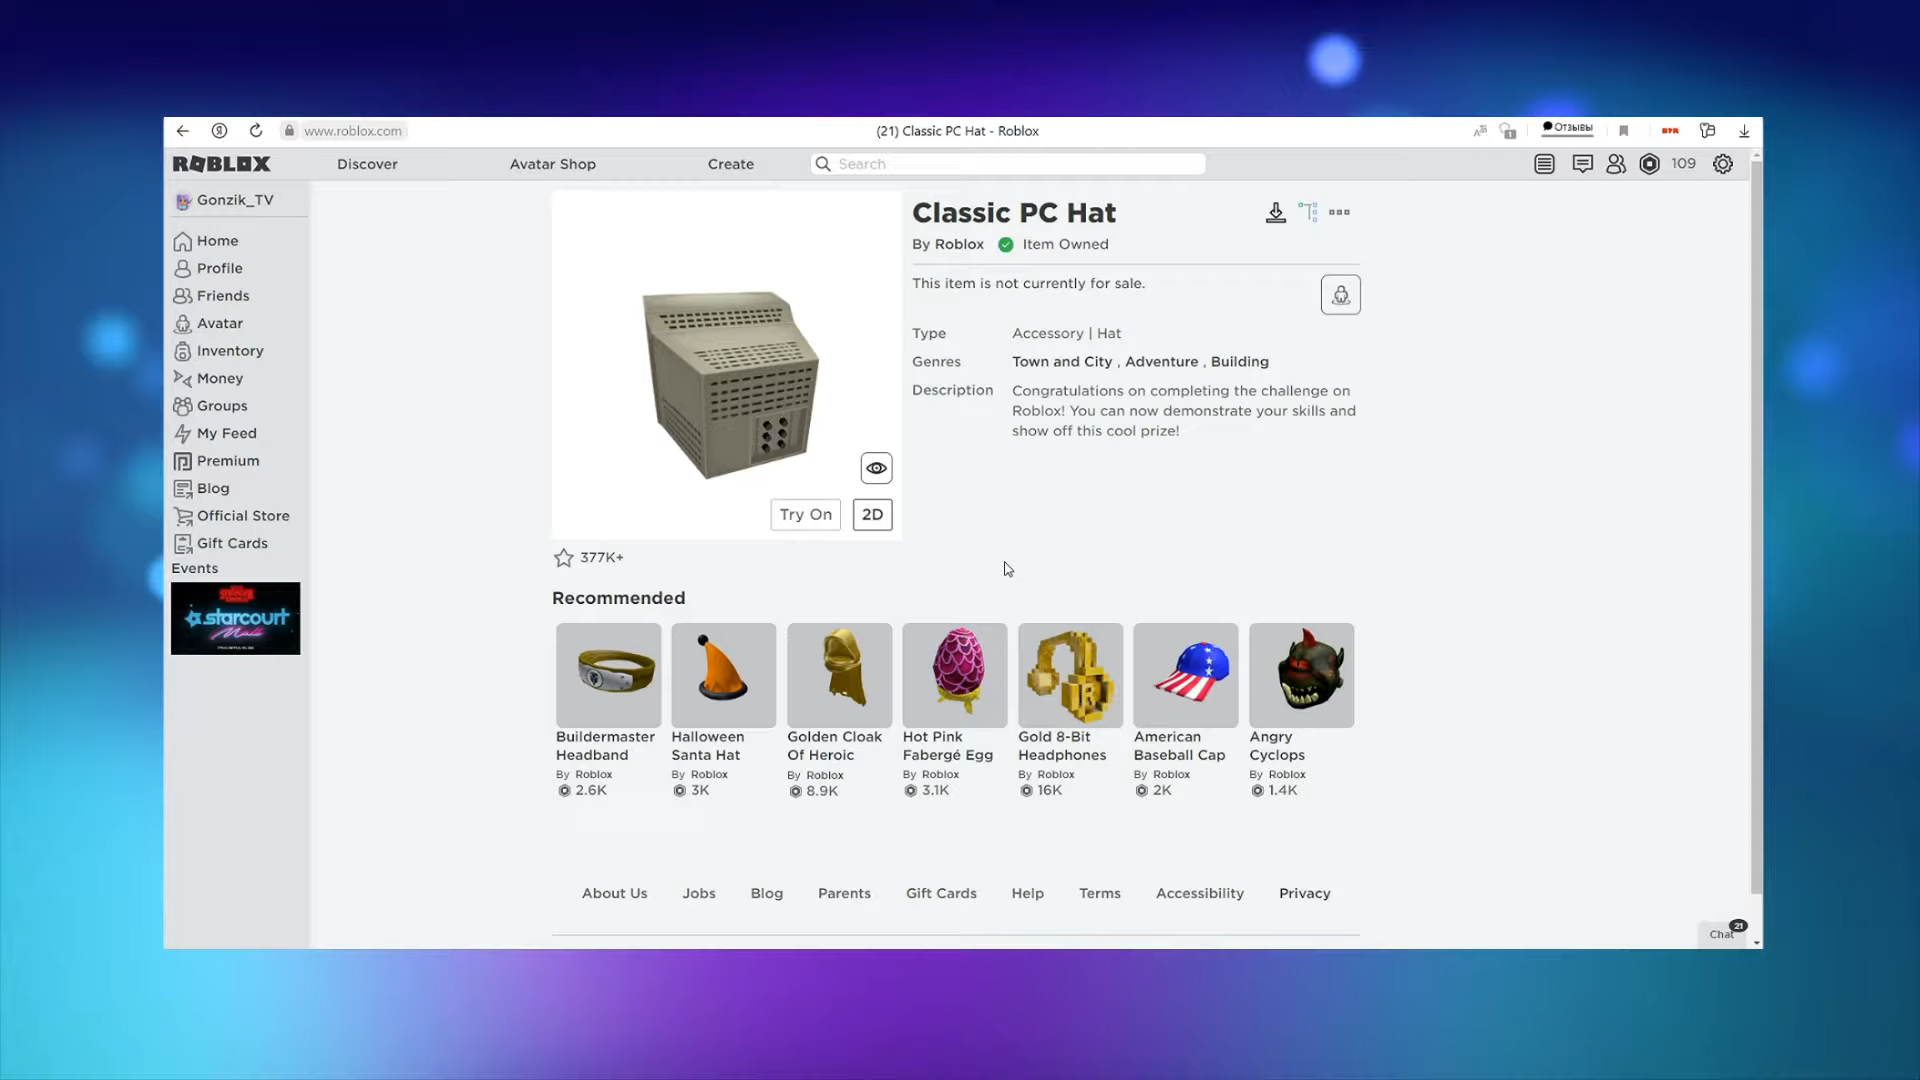 www.roblox.com
(21) Classic PC Hat - Roblox
Отзывы
ROBLOX
Discover
Avatar Shop
Create
Search
109
Gonzik_TV
Home
Profile
Friends
Avatar
Inventory
Money
Groups
My Feed
Premium
Blog
Official Store
Gift Cards
Events
starcourt
Mall
Classic PC Hat
By Roblox Item Owned
This item is not currently for sale.
Type Accessory | Hat
Genres Town and City , Adventure , Building
Description Congratulations on completing the challenge on
Roblox! You can now demonstrate your skills and
show off this cool prize!
Try On
2D
377K+
Recommended
Buildermaster
Headband
By Roblox
2.6K
Halloween
Santa Hat
By Roblox
3K
Golden Cloak
Of Heroic
By Roblox
8.9K
Hot Pink
Fabergé Egg
By Roblox
3.1K
Gold 8-Bit
Headphones
By Roblox
16K
American
Baseball Cap
By Roblox
2K
Angry
Cyclops
By Roblox
1.4K
About Us Jobs Blog Parents Gift Cards Help Terms Accessibility Privacy
Chat 21